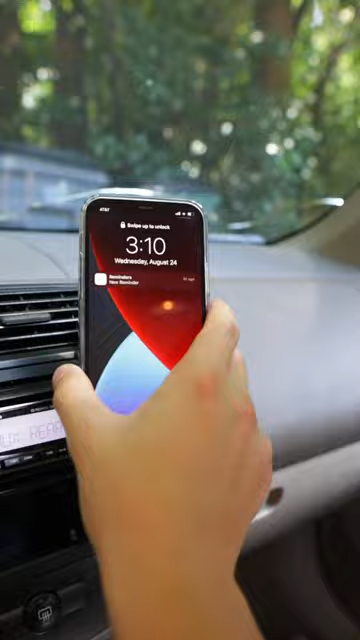 AT&T
Swipe up to unlock
3:10
Wednesday, August 24
Reminders
New Reminder